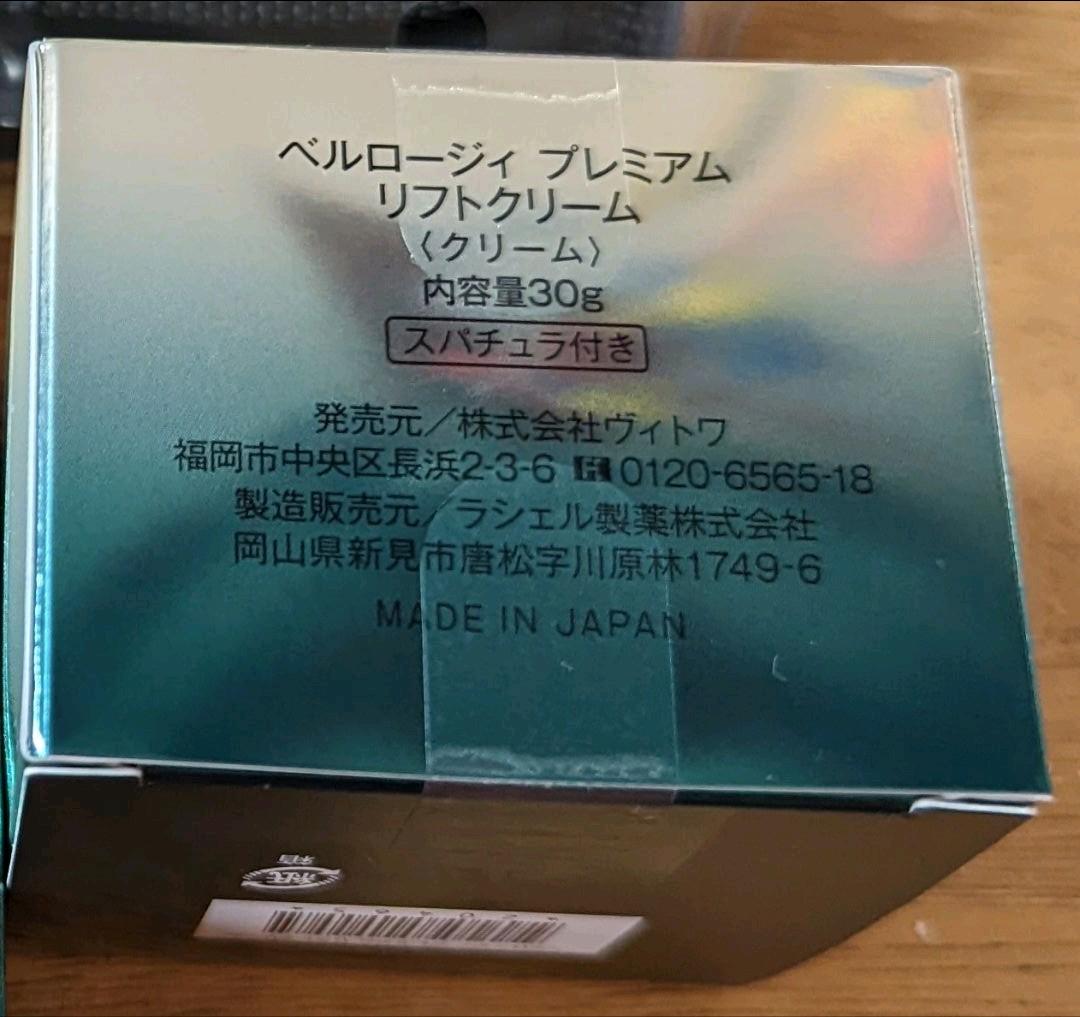 ベルロージィ プレミアム
リフトクリーム
〈クリーム〉
内容量30g
スパチュラ付き
発売元／株式会社ヴィトワ
福岡市中央区長浜2-3-6 0120-6565-18
製造販売元／ラシェル製薬株式会社
岡山県新見市唐松字川原林1749-6
MADE IN JAPAN
箱
紙